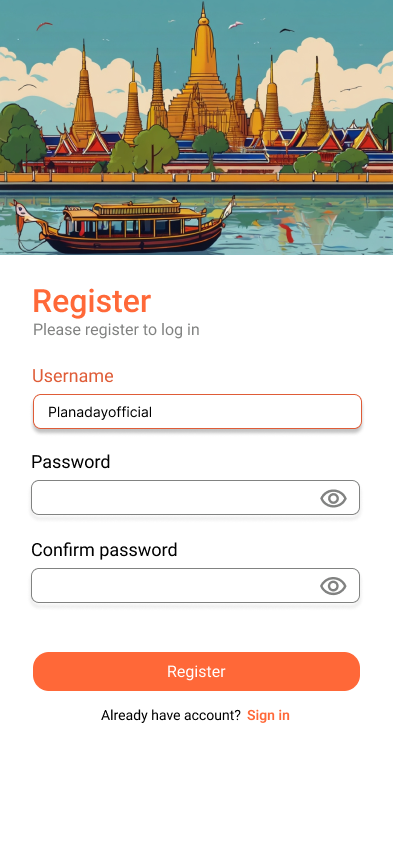 Register
Please register to log in
Username
Planadayofficial
Password
Confirm password
Register
Already have account? Sign in